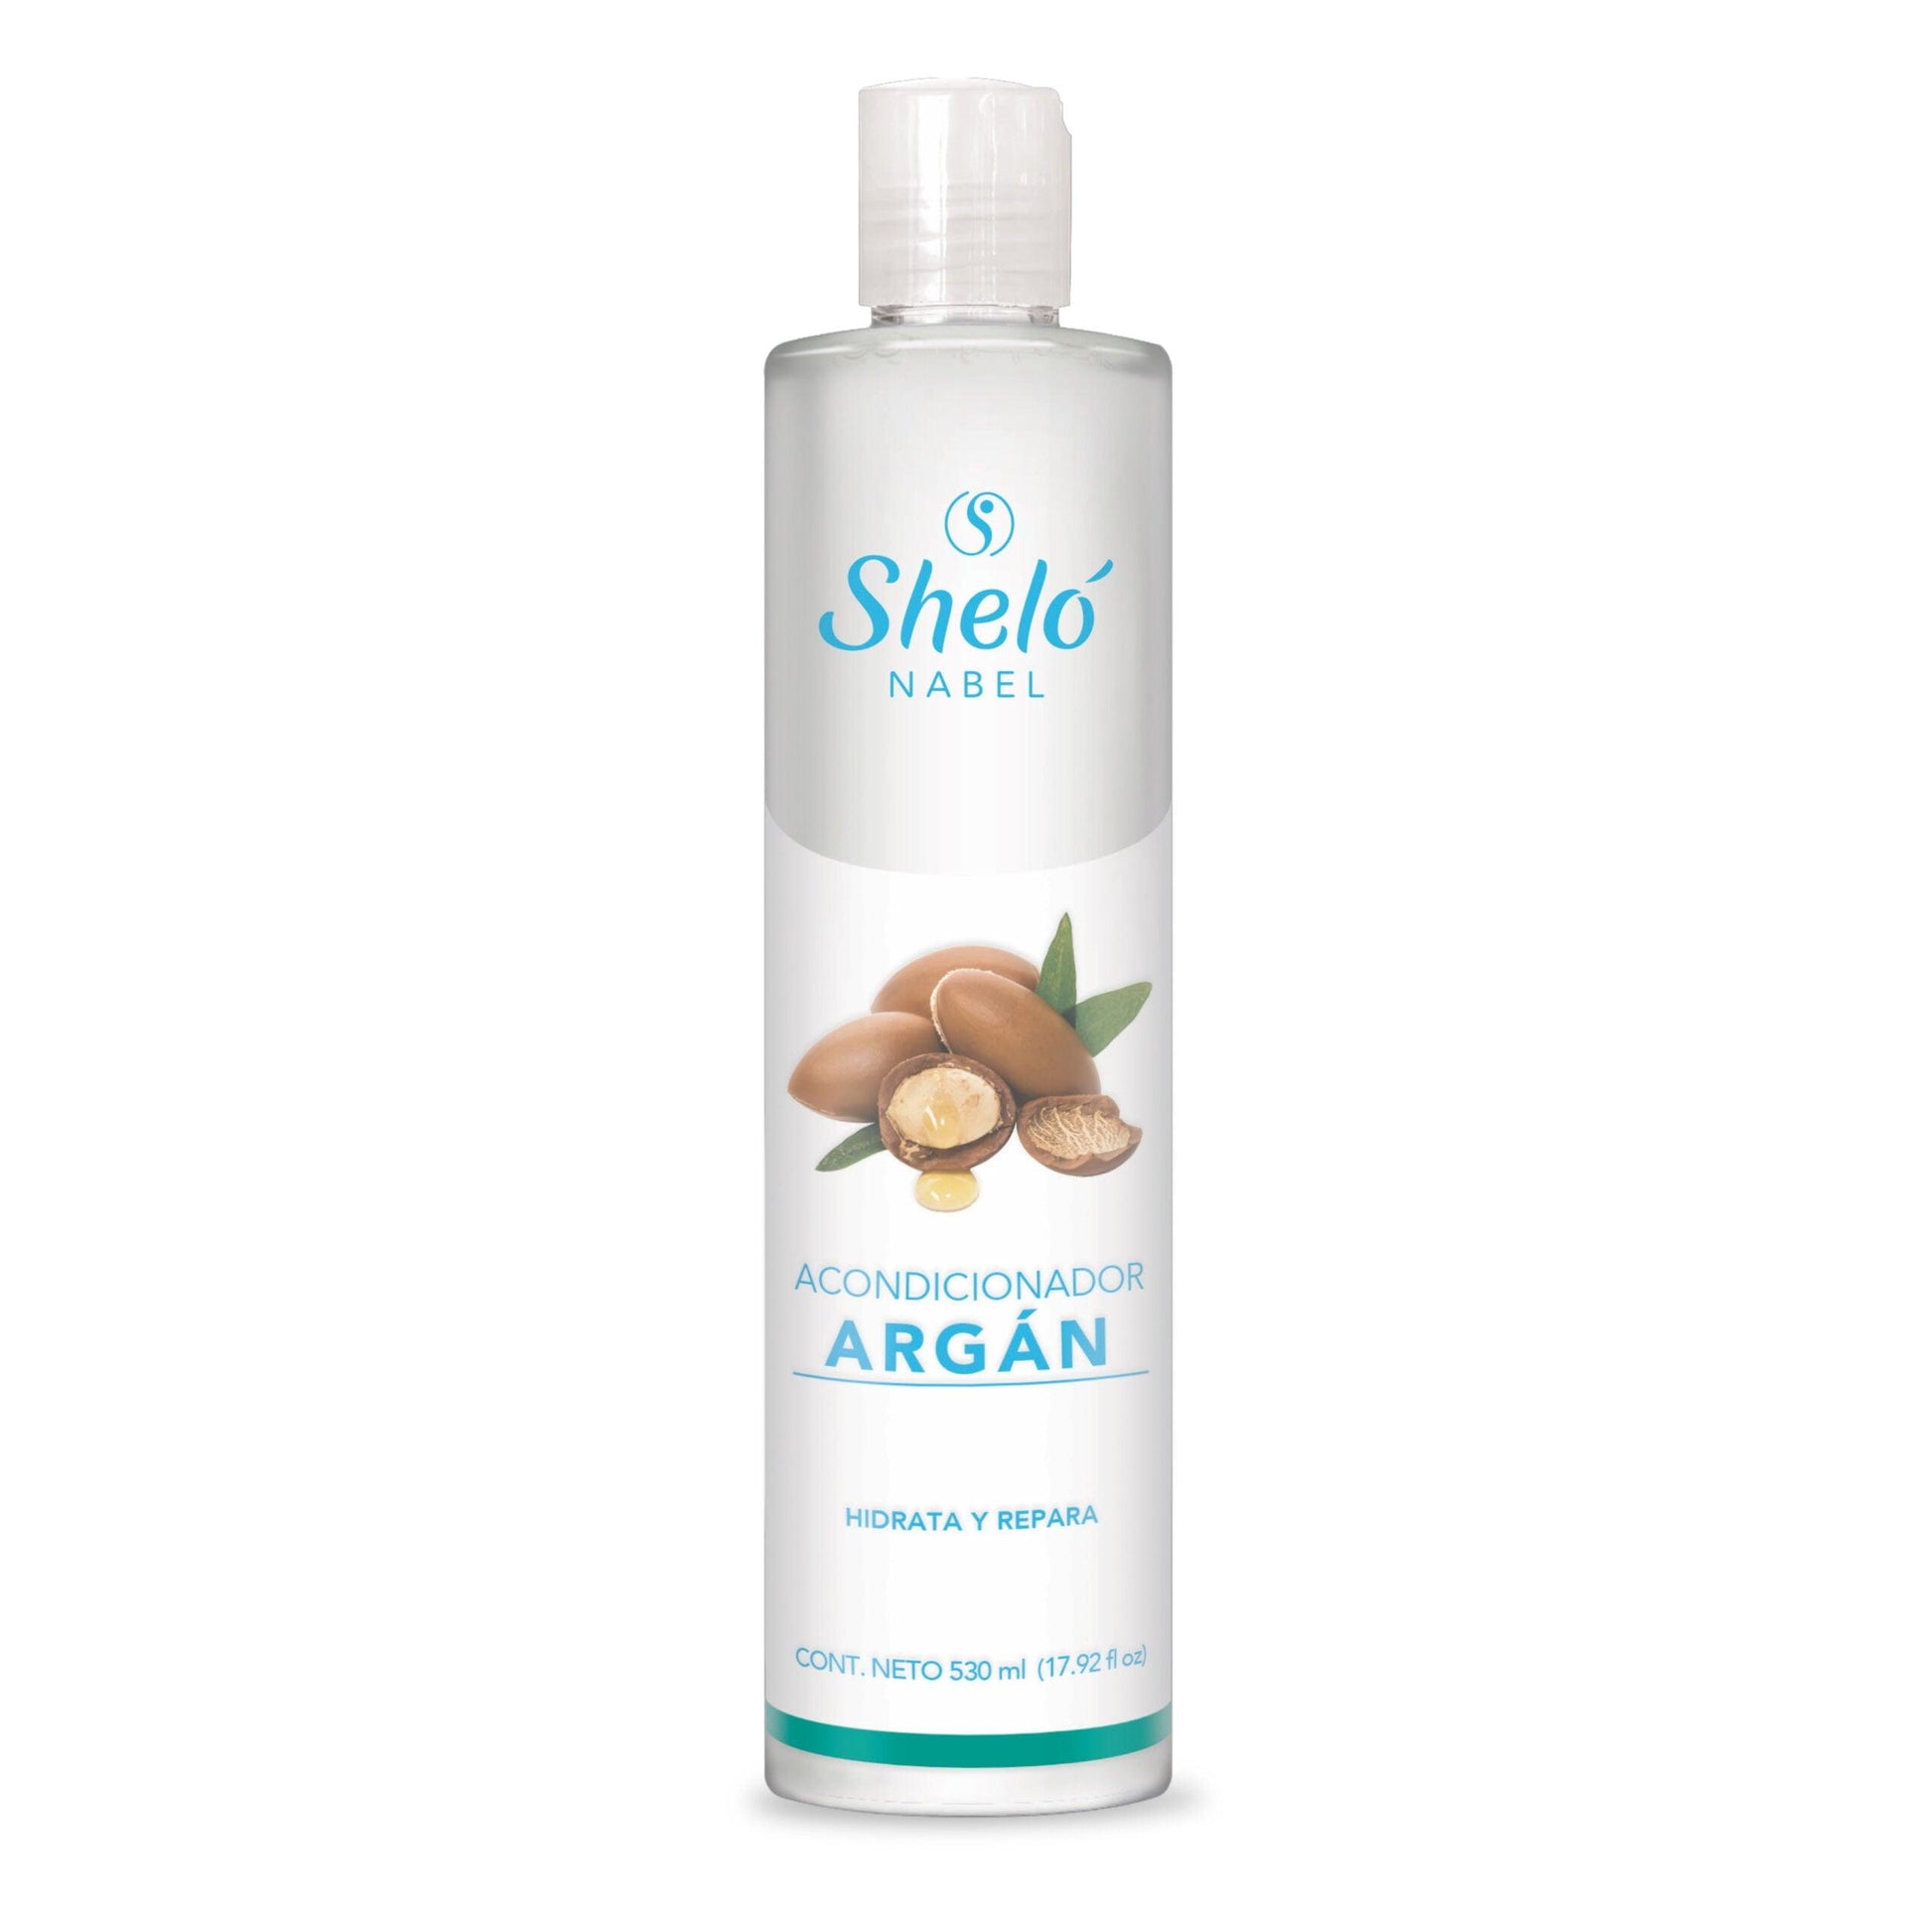 Sheló
NABEL
ACONDICIONADOR
ARGÁN
HIDRATA Y REPARA
CONT. NETO 530 ml (17.92 fl oz)